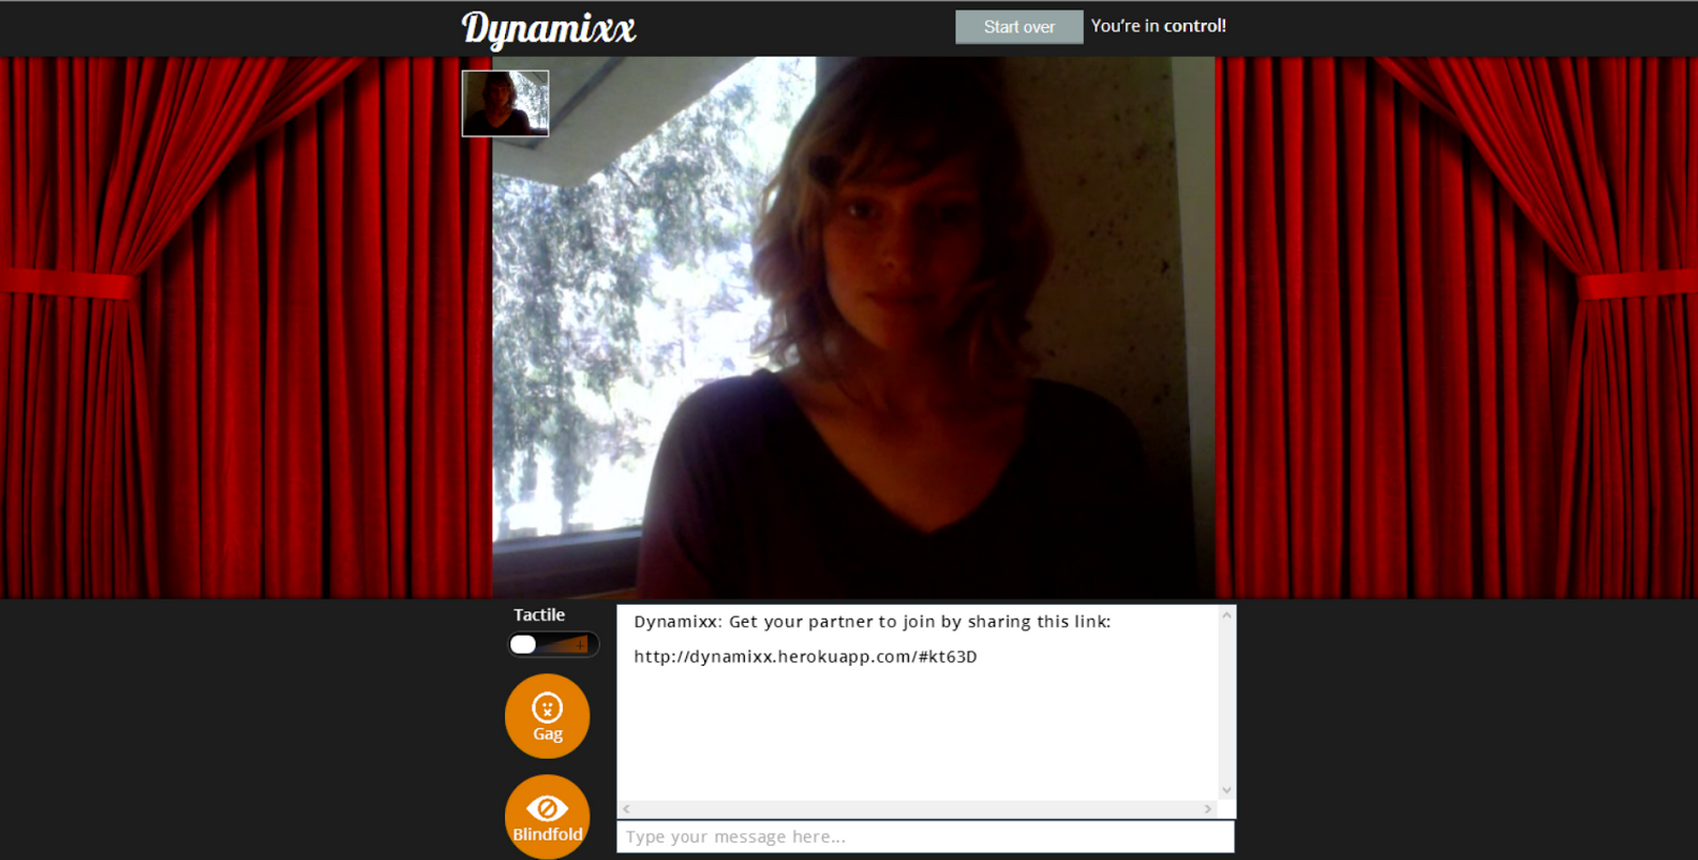 Dynamixx
Start over
You're in control!
Tactile
Gag
Blindfold
Dynamixx: Get your partner to join by sharing this link:
http://dynamixx.herokuapp.com/#kt63D
Type your message here...